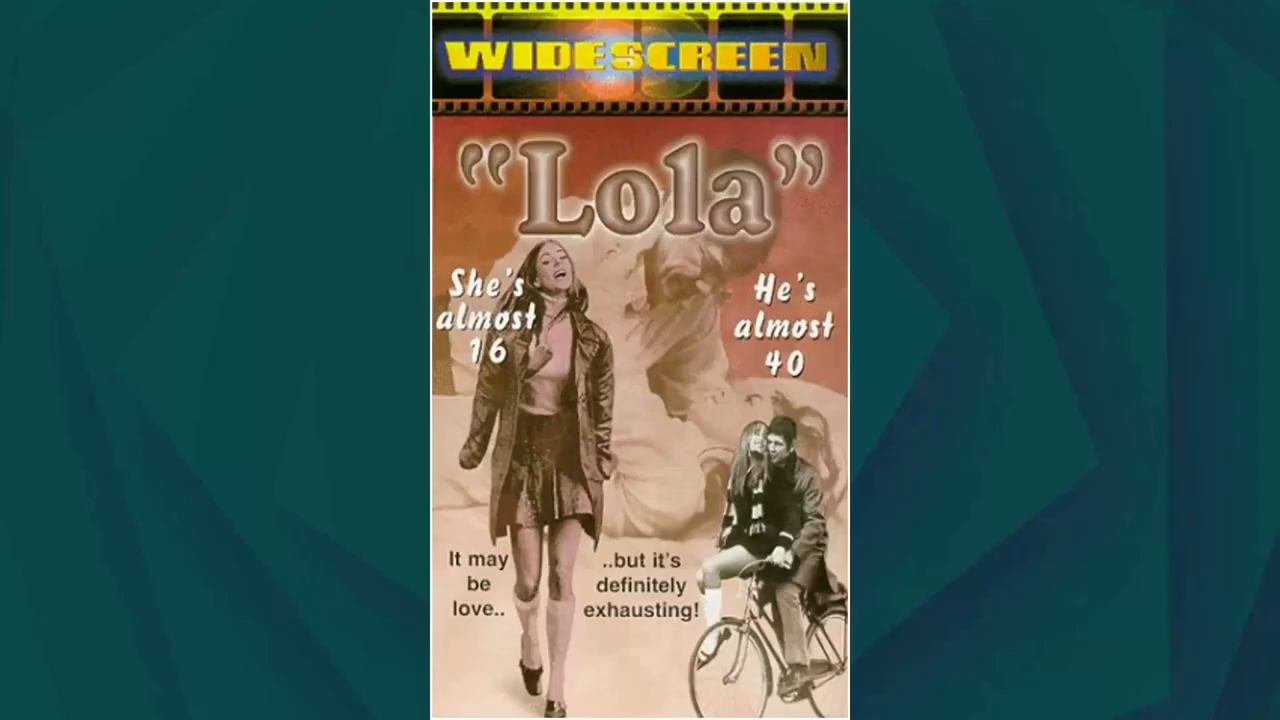 WIDESCREEN
“Lola”
She's
almost
16
He's
almost
40
It may
be
love..
..but it's
definitely
exhausting!